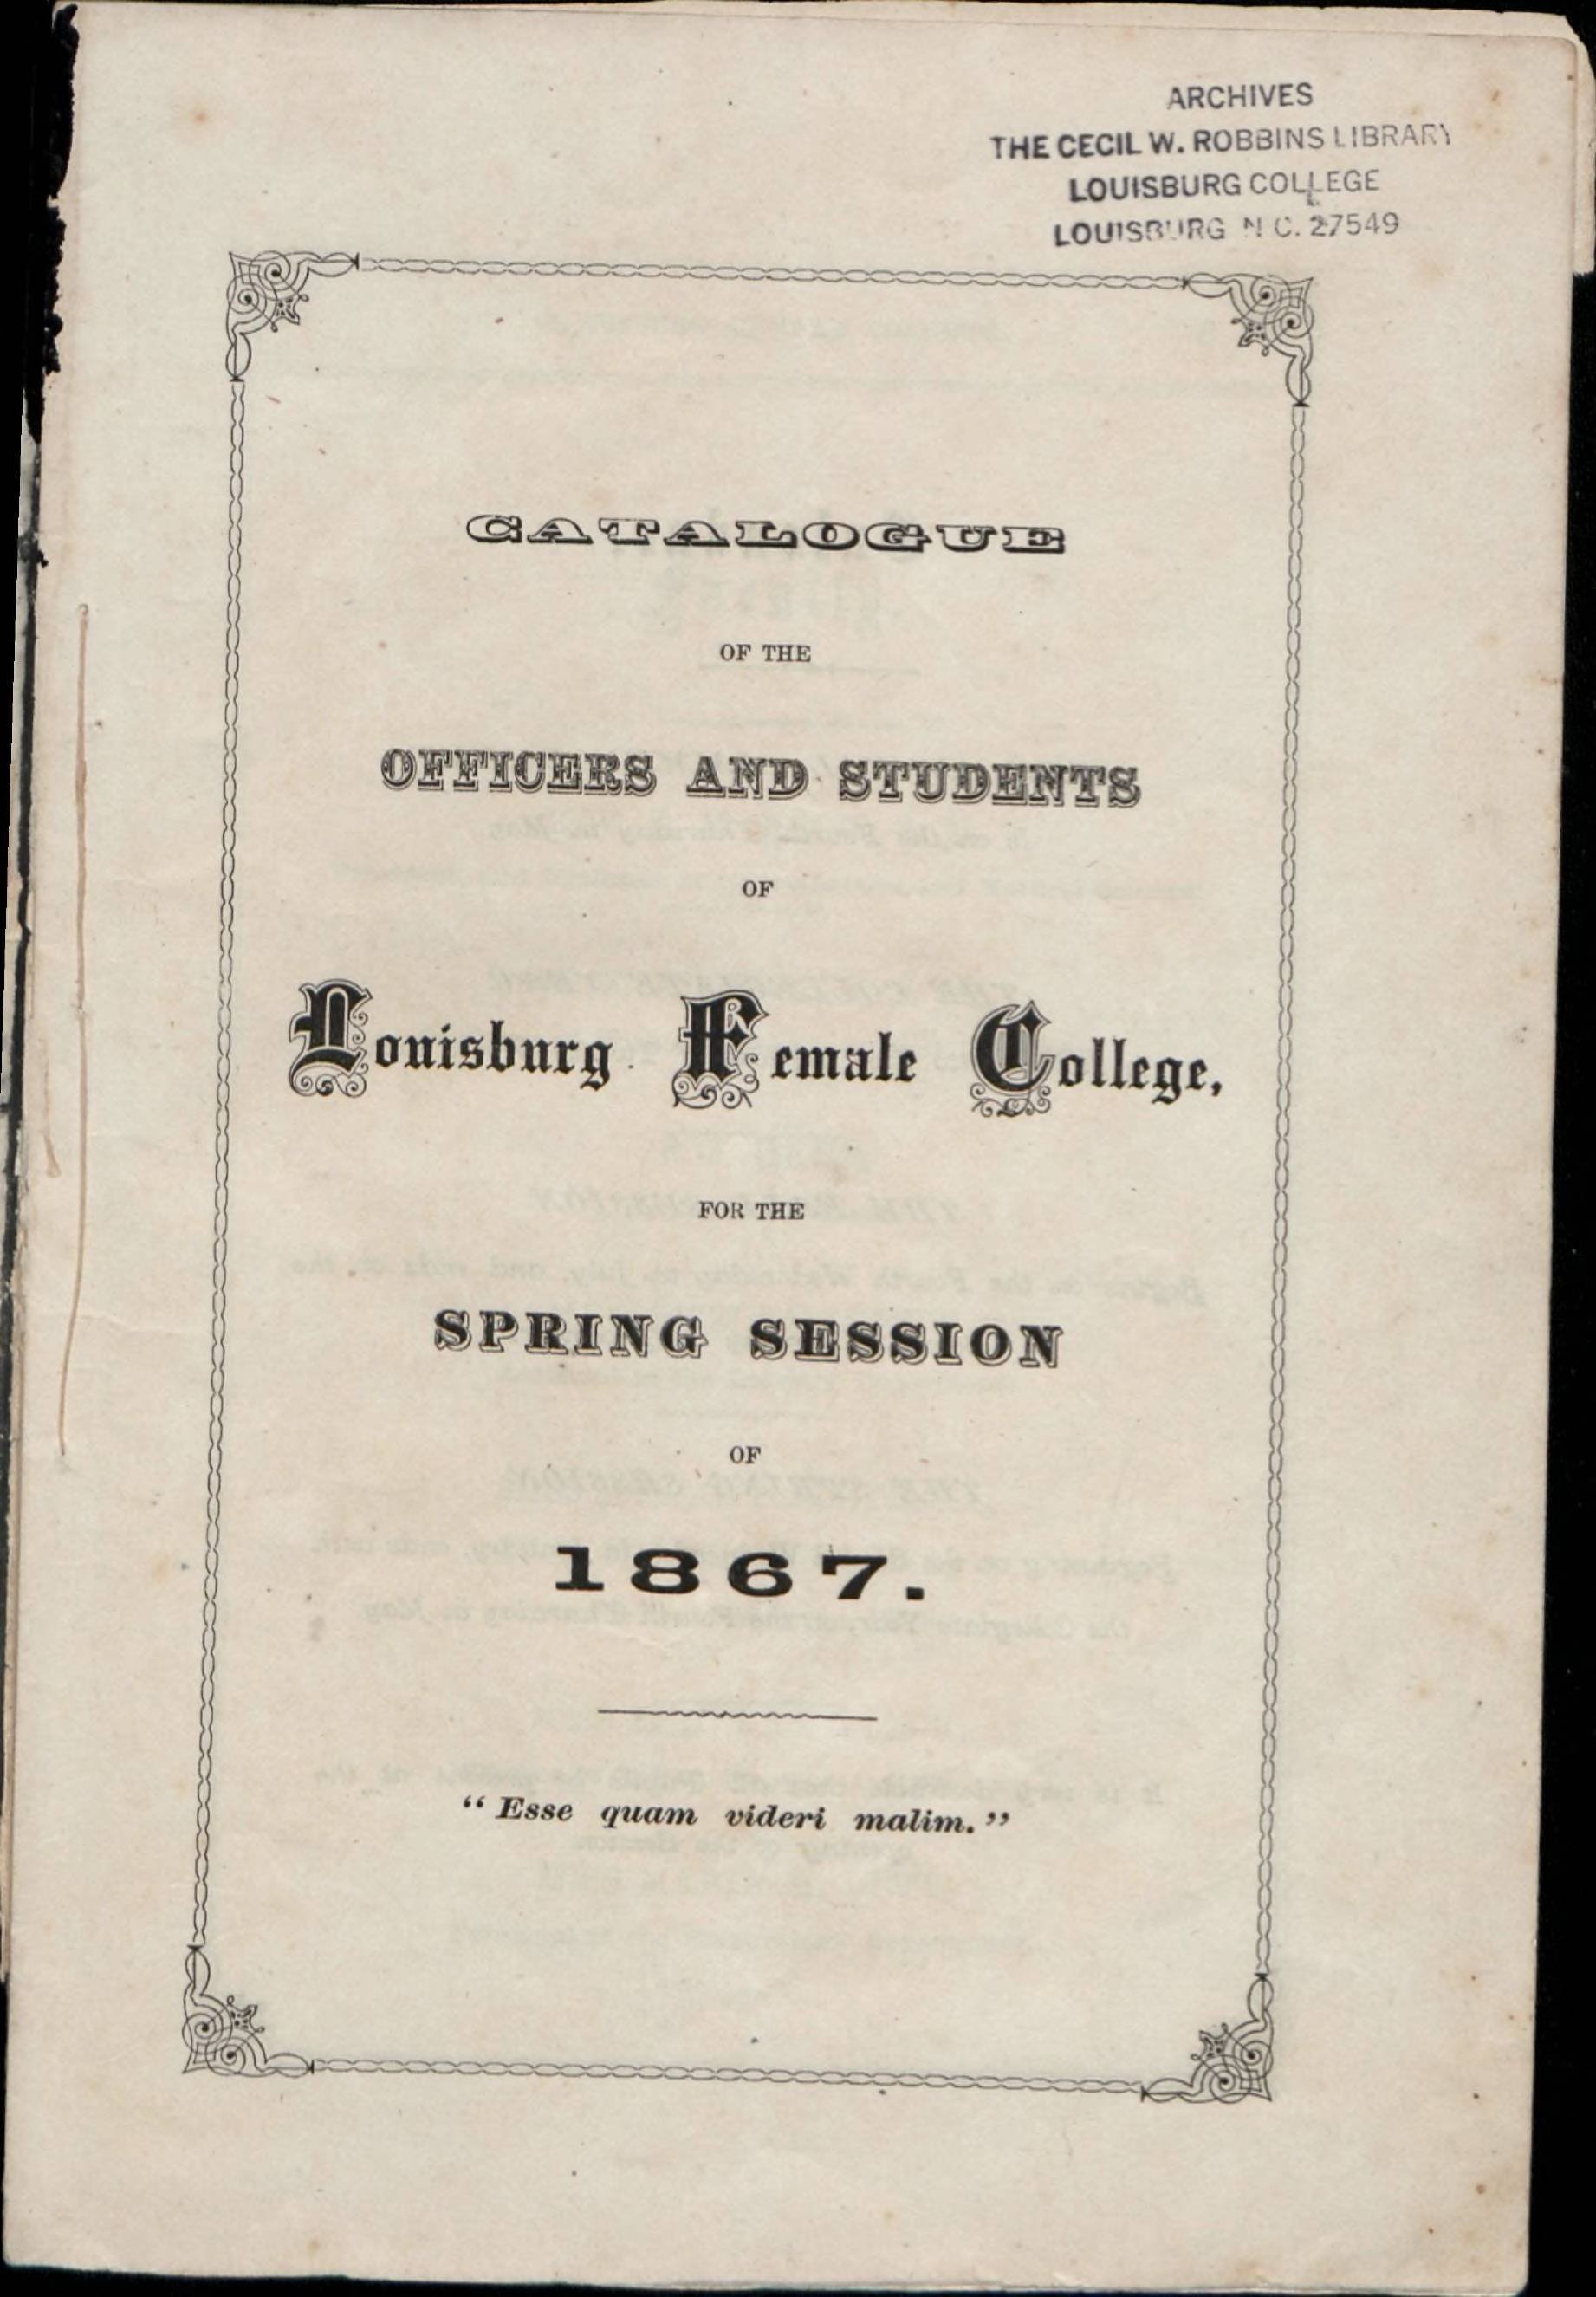 ARCHIVES
THE CECIL W. ROBBINS LIBRARY
LOUISBURG COLLEGE
LOUISBURG N C. 27549
CATALOGUE
OF THE
OFFICERS AND STUDENTS
OF
Louisburg Female College,
FOR THE
SPRING SESSION
OF
1867.
"Esse quam videri malim."